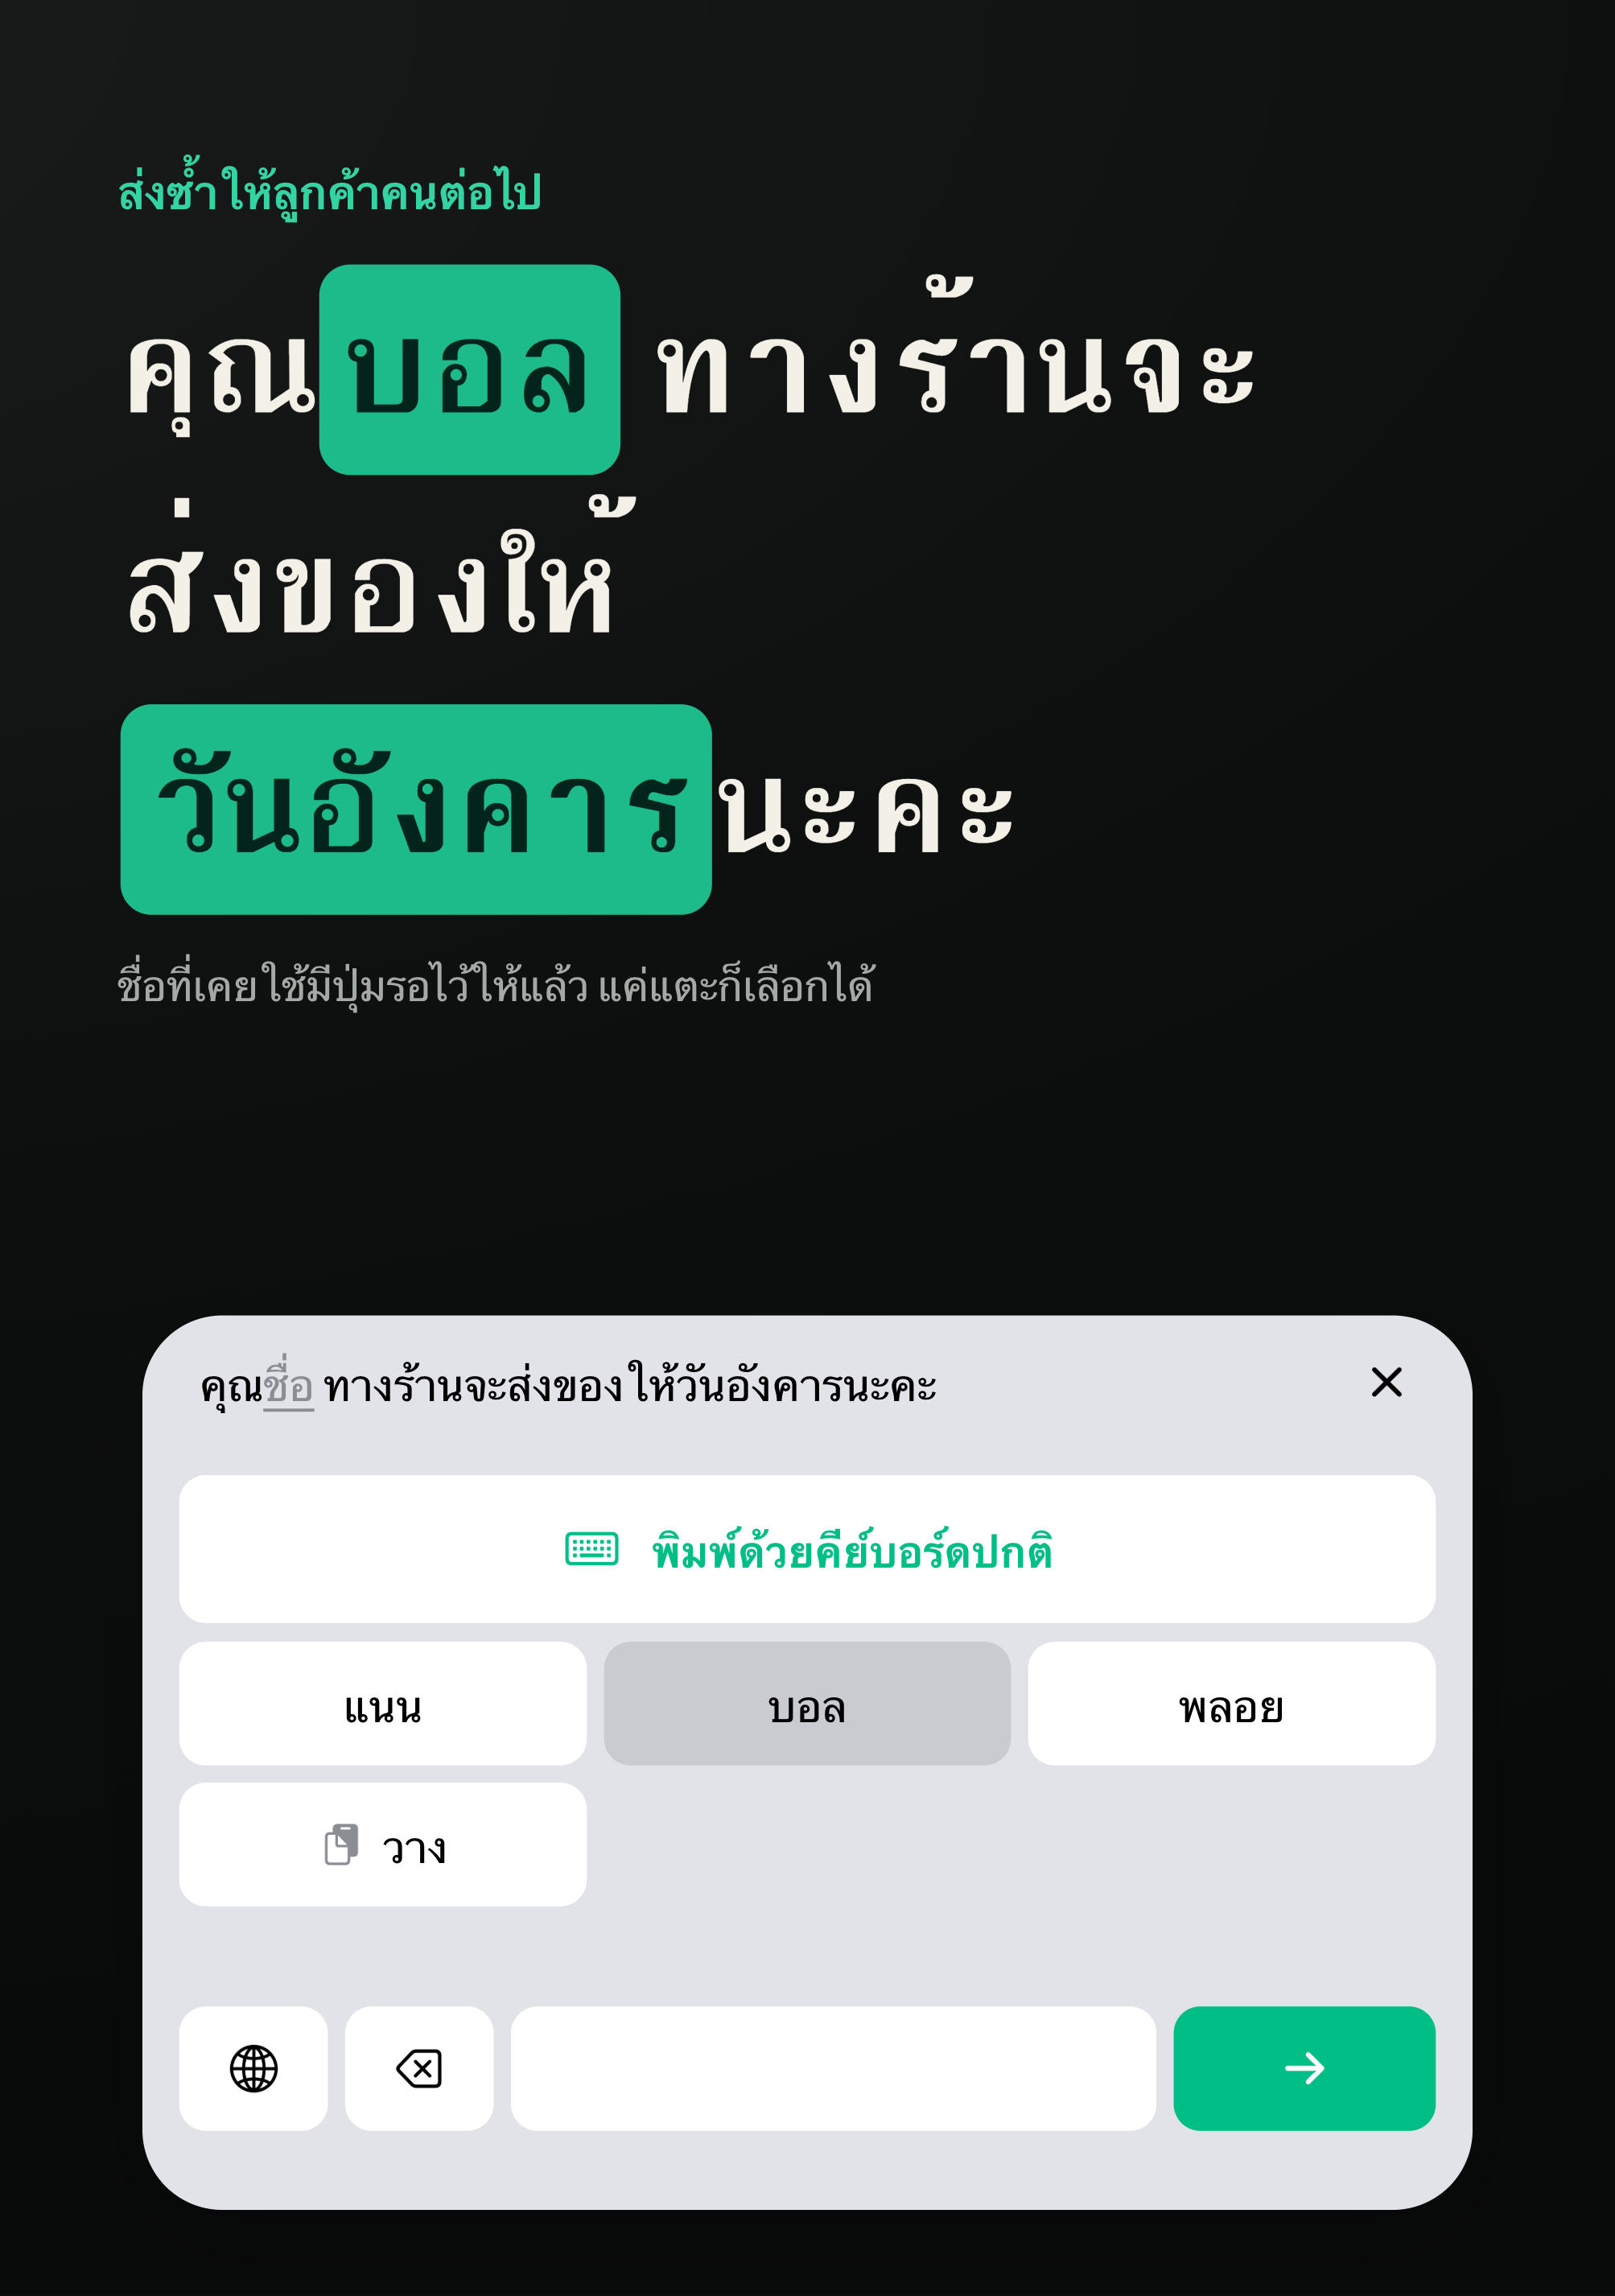 ส่งซ้ำให้ลูกค้าคนต่อไป
คุณบอล ทางร้านจะ
ส่งของให้
วันอังคารนะคะ
ชื่อที่เคยใช้มีปุ่มรอไว้ให้แล้ว แค่แตะก็เลือกได้
คุณชื่อ ทางร้านจะส่งของให้วันอังคารนะคะ
พิมพ์ด้วยคีย์บอร์ดปกติ
แนน
บอล
พลอย
วาง